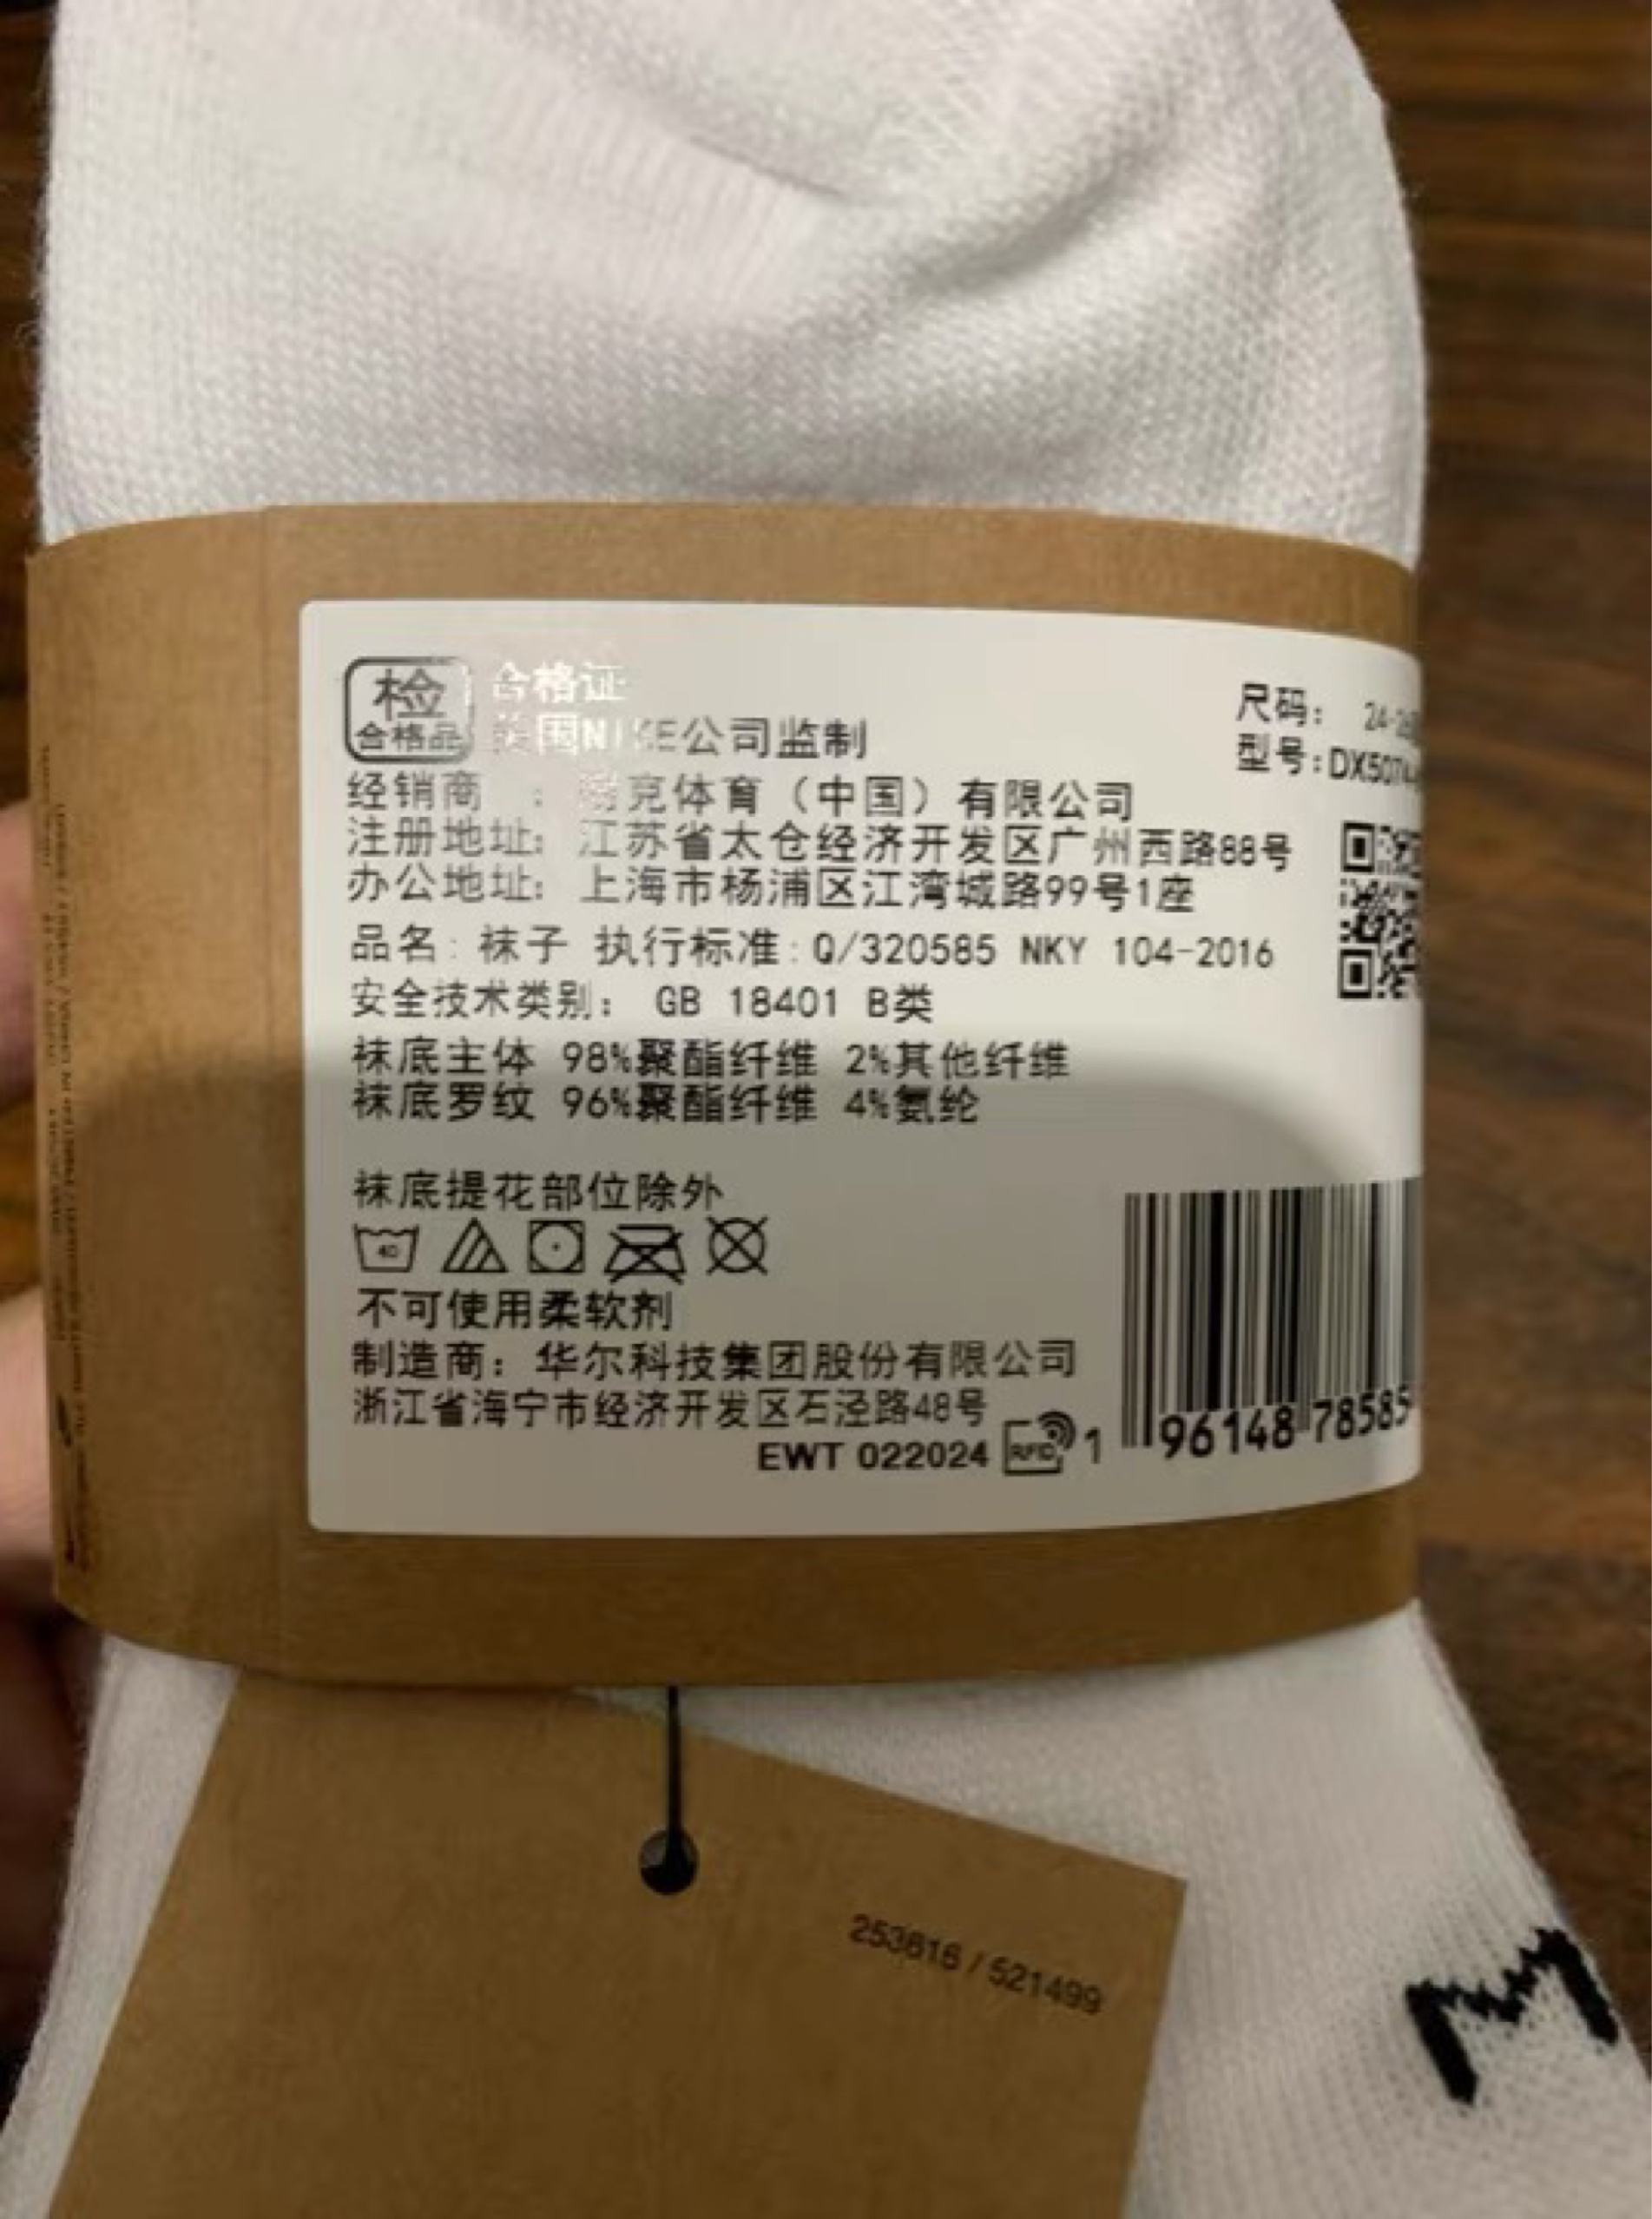 检
合格品
合格证
美国NIKE公司监制
尺码:
型号:
经销商 : 克体育（中国）有限公司
注册地址: 江苏省太仓经济开发区广州西路88号
办公地址: 上海市杨浦区江湾城路99号1座
品名: 袜子 执行标准: Q/320585 NKY 104-2016
安全技术类别: GB 18401 B类
袜底主体 98%聚酯纤维 2%其他纤维
袜底罗纹 96%聚酯纤维 4%氨纶
袜底提花部位除外
40
不可使用柔软剂
制造商: 华尔科技集团股份有限公司
浙江省海宁市经济开发区石泾路48号
EWT 022024 RFID 1
96148 78585
253616 / 521499